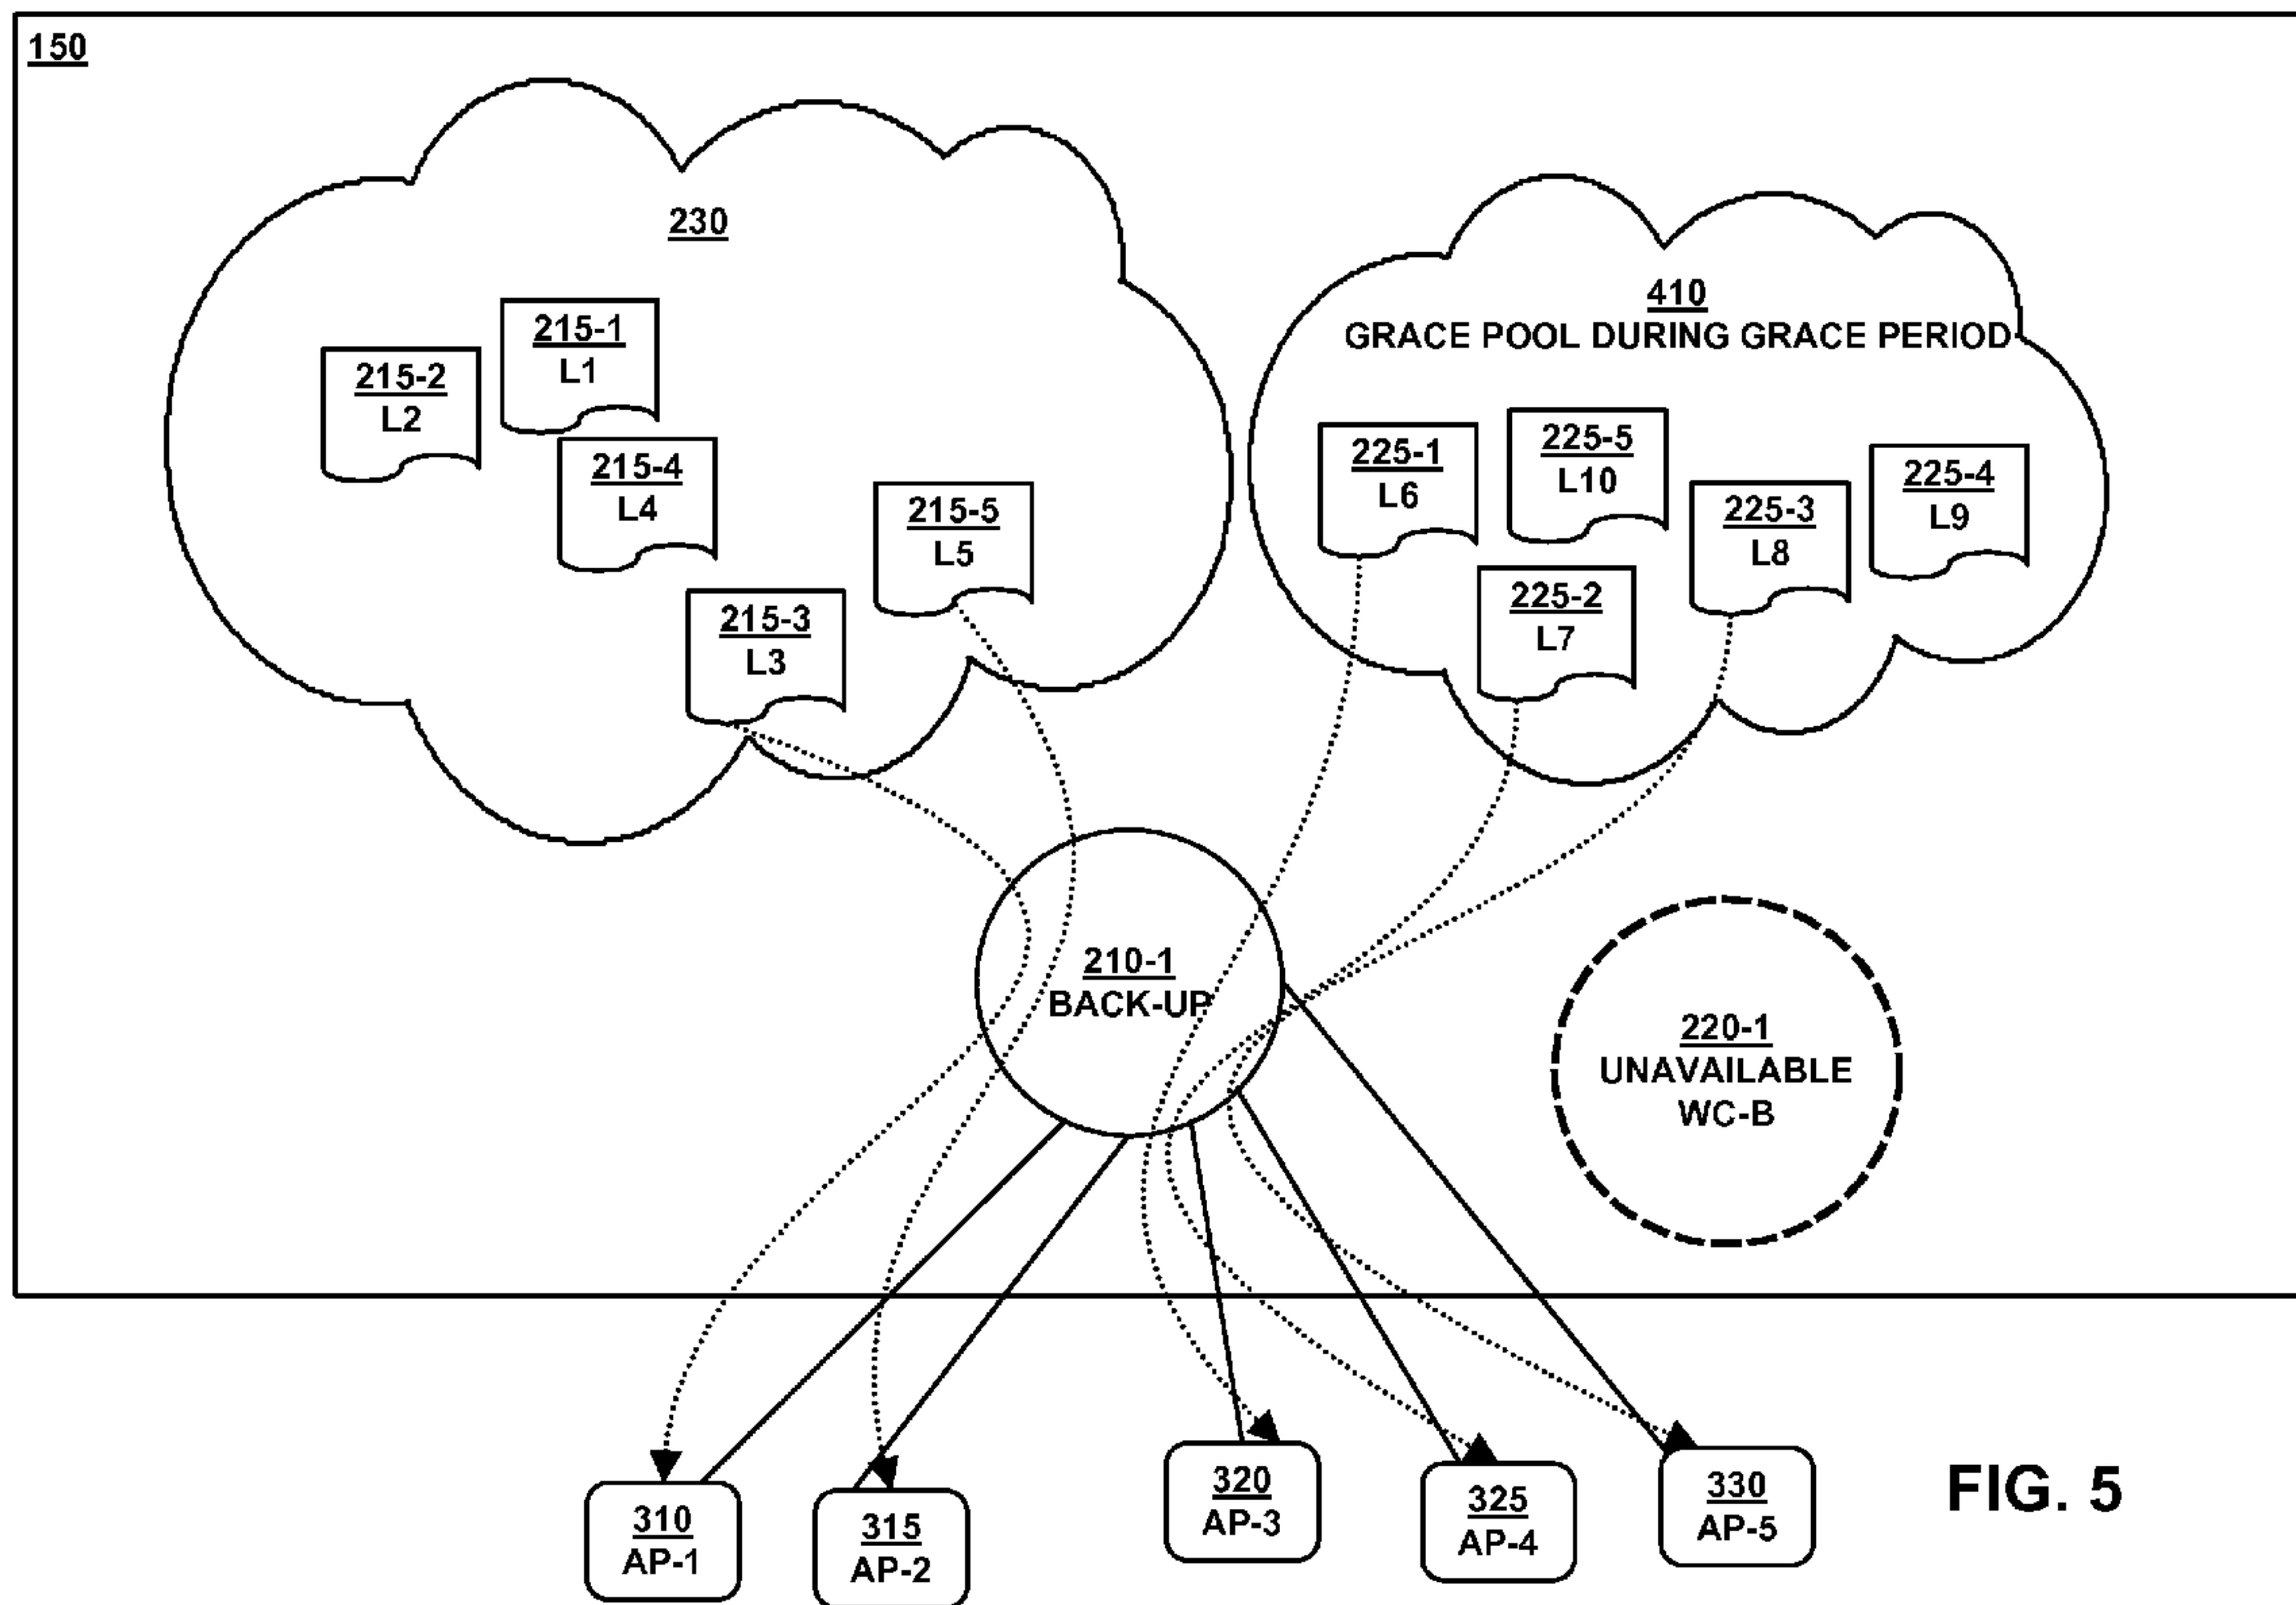 150
230
215-1
L1
215-2
L2
215-4
L4
215-5
L5
215-3
L3
410
GRACE POOL DURING GRACE PERIOD
225-1
L6
225-5
L10
225-3
L8
225-4
L9
225-2
L7
210-1
BACK-UP
220-1
UNAVAILABLE
WC-B
310
AP-1
315
AP-2
320
AP-3
325
AP-4
330
AP-5
FIG. 5